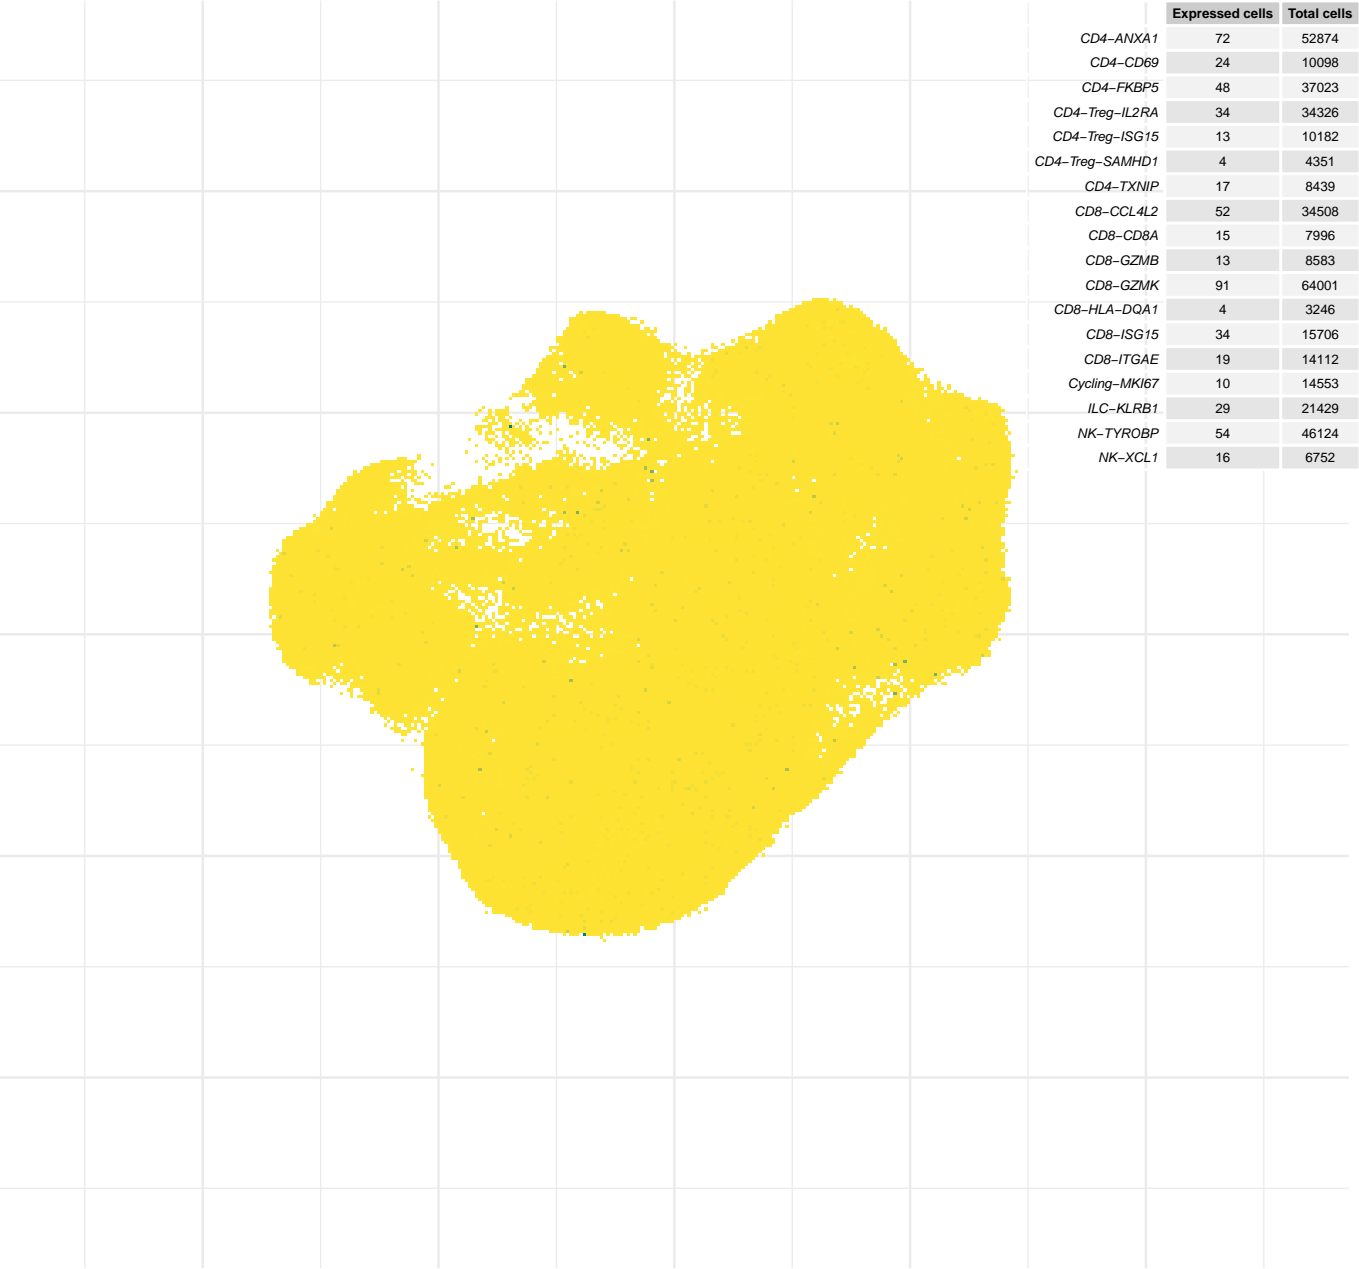 Expressed cells Total cells
CD4−ANXA1 72 52874
CD4−CD69 24 10098
CD4−FKBP5 48 37023
CD4−Treg−IL2RA 34 34326
CD4−Treg−ISG15 13 10182
CD4−Treg−SAMHD1 4 4351
CD4−TXNIP 17 8439
CD8−CCL4L2 52 34508
CD8−CD8A 15 7996
CD8−GZMB 13 8583
CD8−GZMK 91 64001
CD8−HLA−DQA1 4 3246
CD8−ISG15 34 15706
CD8−ITGAE 19 14112
Cycling−MKI67 10 14553
ILC−KLRB1 29 21429
NK−TYROBP 54 46124
NK−XCL1 16 6752